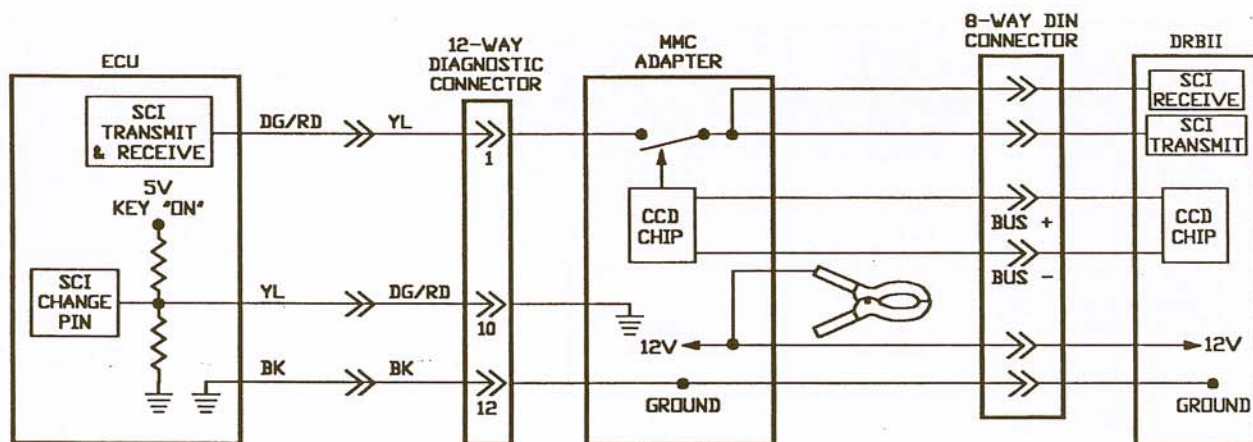 ECU
12-WAY
DIAGNOSTIC
CONNECTOR
MMC
ADAPTER
8-WAY DIN
CONNECTOR
DRBII
SCI
TRANSMIT
& RECEIVE
DG/RD
YL
1
SCI
RECEIVE
SCI
TRANSMIT
5V
KEY "ON"
CCD
CHIP
BUS +
BUS -
CCD
CHIP
SCI
CHANGE
PIN
YL
DG/RD
10
12V
12V
BK
BK
12
GROUND
GROUND